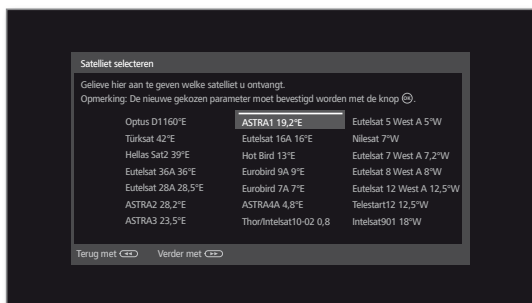 Satelliet selecteren
Gelieve hier aan te geven welke satelliet u ontvangt.
Opmerking: De nieuwe gekozen parameter moet bevestigd worden met de knop OK.
Optus D1160°E ASTRA1 19,2°E Eutelsat 5 West A 5°W
Türksat 42°E Eutelsat 16A 16°E Nilesat 7°W
Hellas Sat2 39°E Hot Bird 13°E Eutelsat 7 West A 7,2°W
Eutelsat 36A 36°E Eurobird 9A 9°E Eutelsat 8 West A 8°W
Eutelsat 28A 28,5°E Eurobird 7A 7°E Eutelsat 12 West A 12,5°W
ASTRA2 28,2°E ASTRA4A 4,8°E Telestart12 12,5°W
ASTRA3 23,5°E Thor/Intelsat10-02 0,8 Intelsat901 18°W
Terug met Verder met